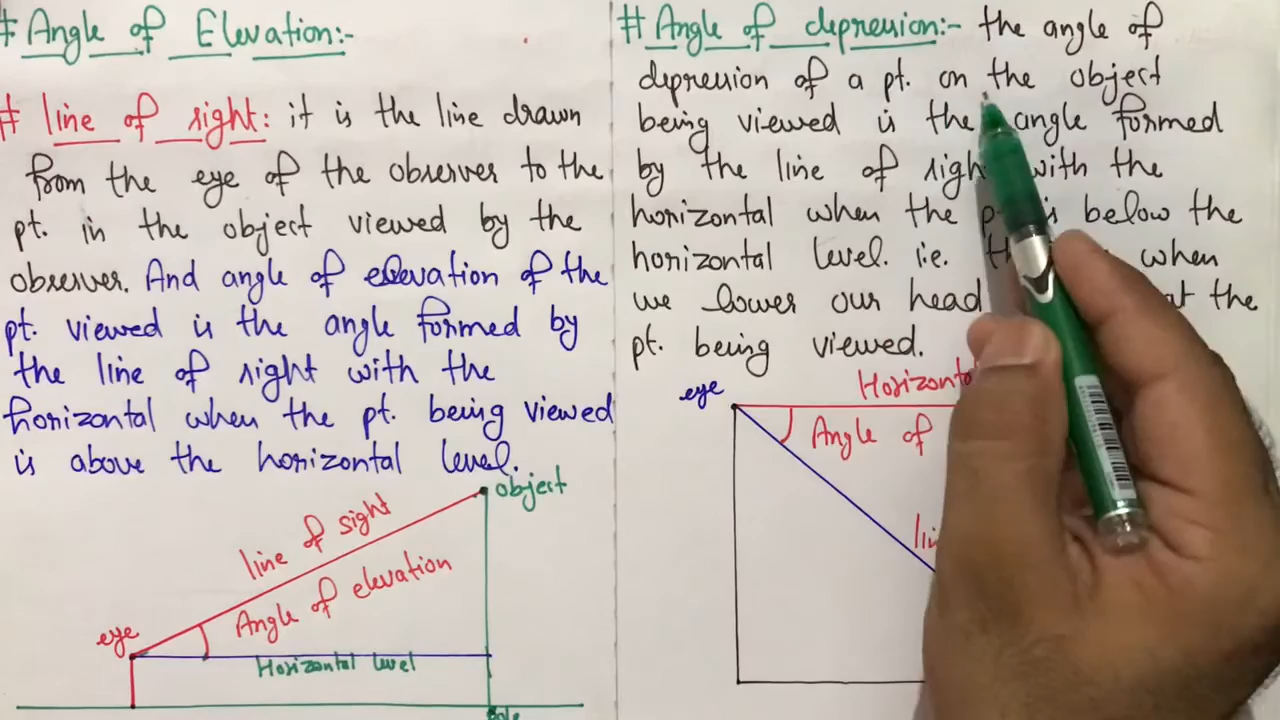 # Angle of Elevation:-
# line of sight: it is the line drawn
from the eye of the observer to the
pt. in the object viewed by the
observer. And angle of elevation of the
pt. viewed is the angle formed by
the line of sight with the
horizontal when the pt. being viewed
is above the horizontal level.
object
line of sight
Angle of elevation
eye
Horizontal level
Pole
# Angle of depression:- the angle of
depression of a pt. on the object
being viewed is the angle formed
by the line of sigh with the
horizontal when the is below the
horizontal level. i.e. when
we lower our head at the
pt. being viewed.
eye
Horizonta
Angle of